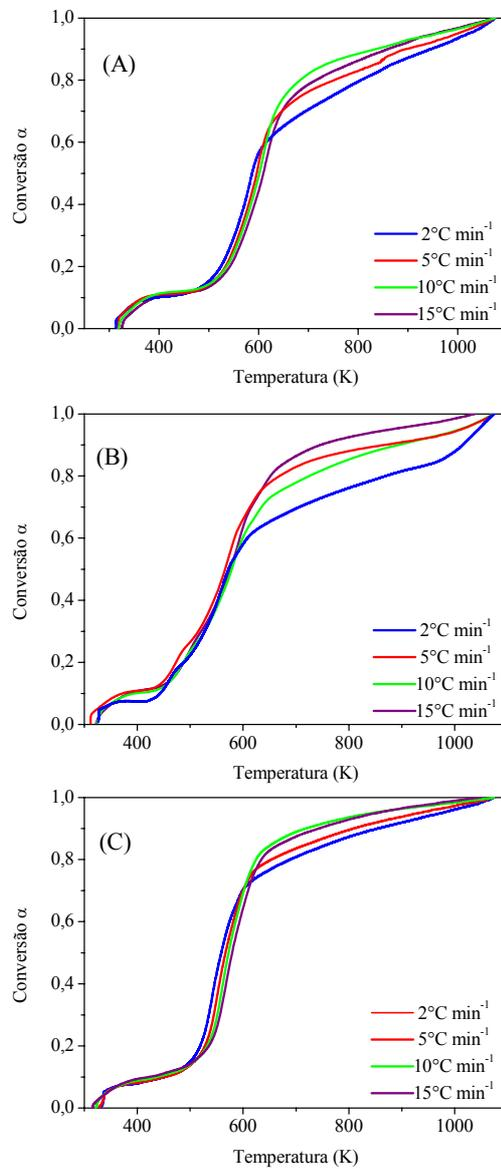 1,0
(A)
0,8
0,6
Conversão α
0,4
2°C min-1
5°C min-1
0,2
10°C min-1
15°C min-1
0,0
400 600 800 1000
Temperatura (K)
1,0
(B)
0,8
0,6
Conversão α
0,4
2°C min-1
5°C min-1
0,2
10°C min-1
15°C min-1
0,0
400 600 800 1000
Temperatura (K)
1,0
(C)
0,8
0,6
Conversão α
0,4
2°C min-1
5°C min-1
0,2
10°C min-1
15°C min-1
0,0
400 600 800 1000
Temperatura (K)